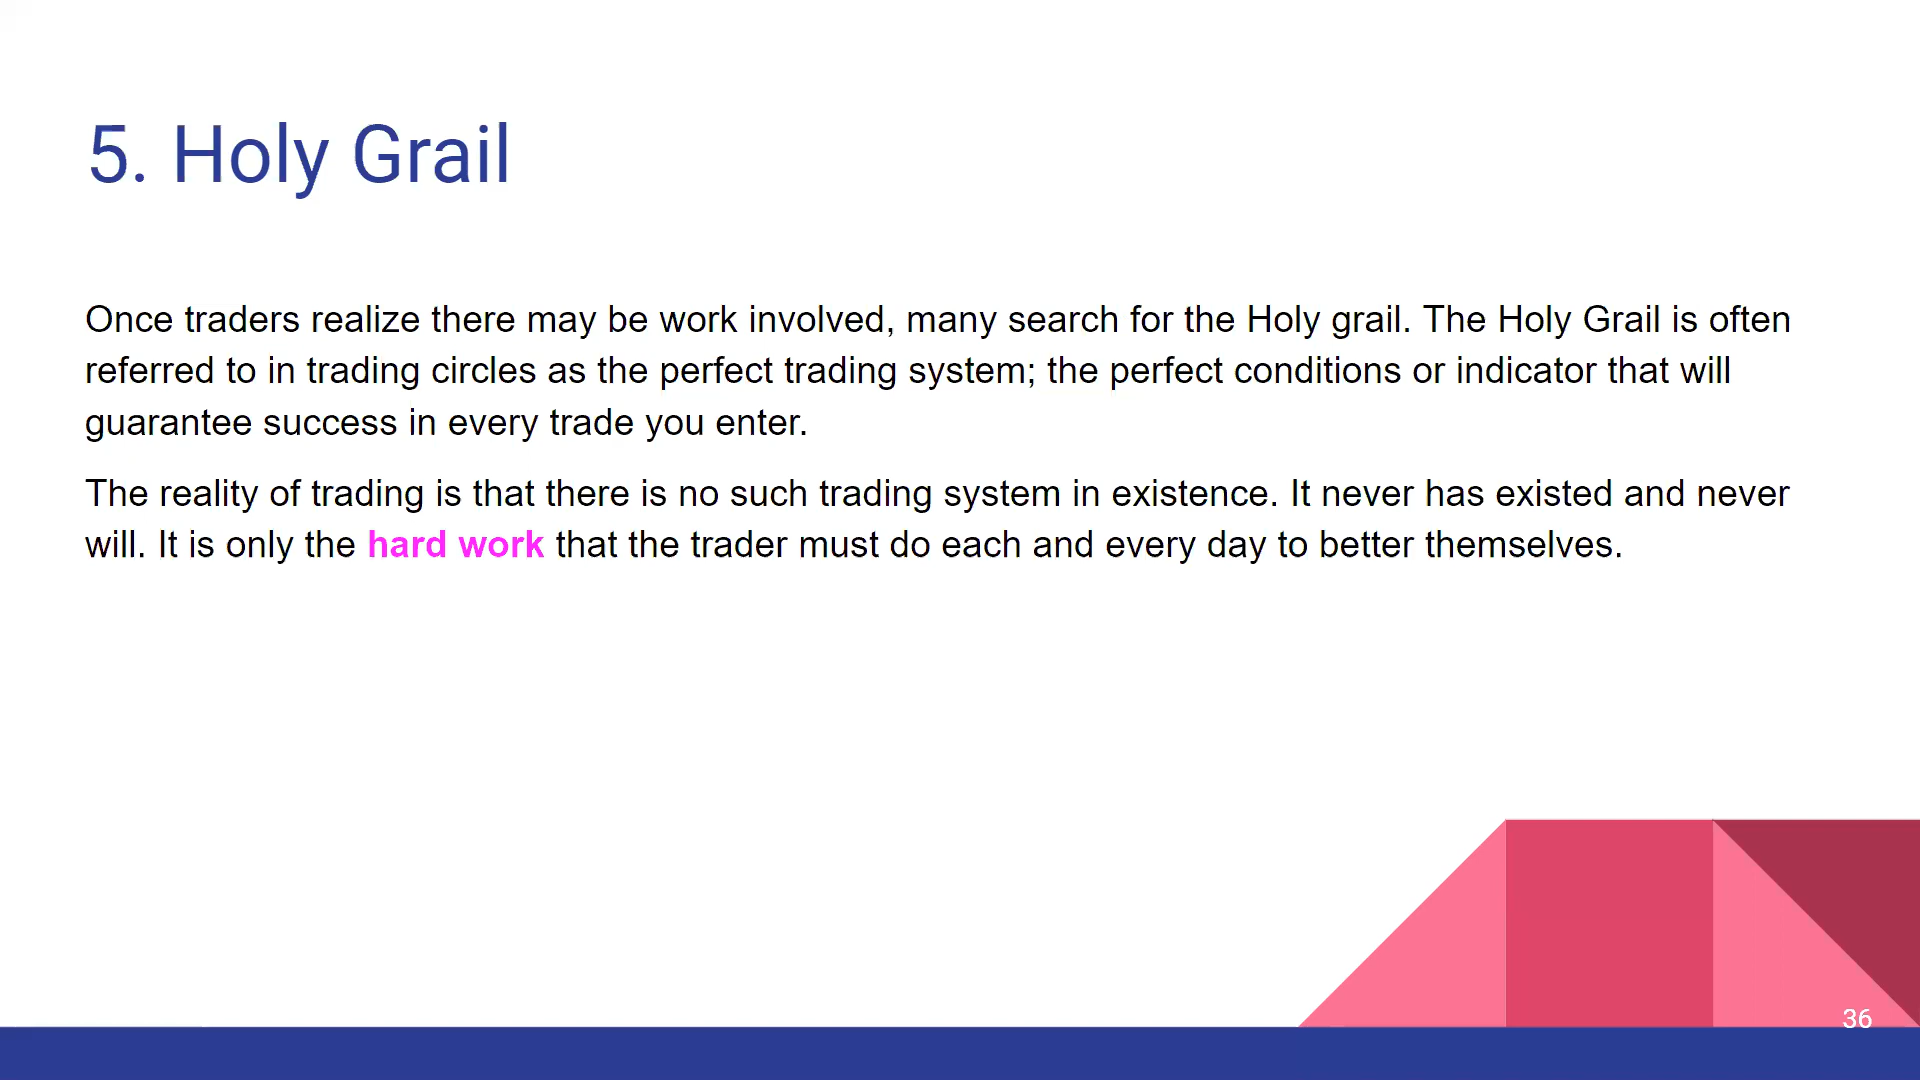 5. Holy Grail
Once traders realize there may be work involved, many search for the Holy grail. The Holy Grail is often
referred to in trading circles as the perfect trading system; the perfect conditions or indicator that will
guarantee success in every trade you enter.
The reality of trading is that there is no such trading system in existence. It never has existed and never
will. It is only the hard work that the trader must do each and every day to better themselves.
36